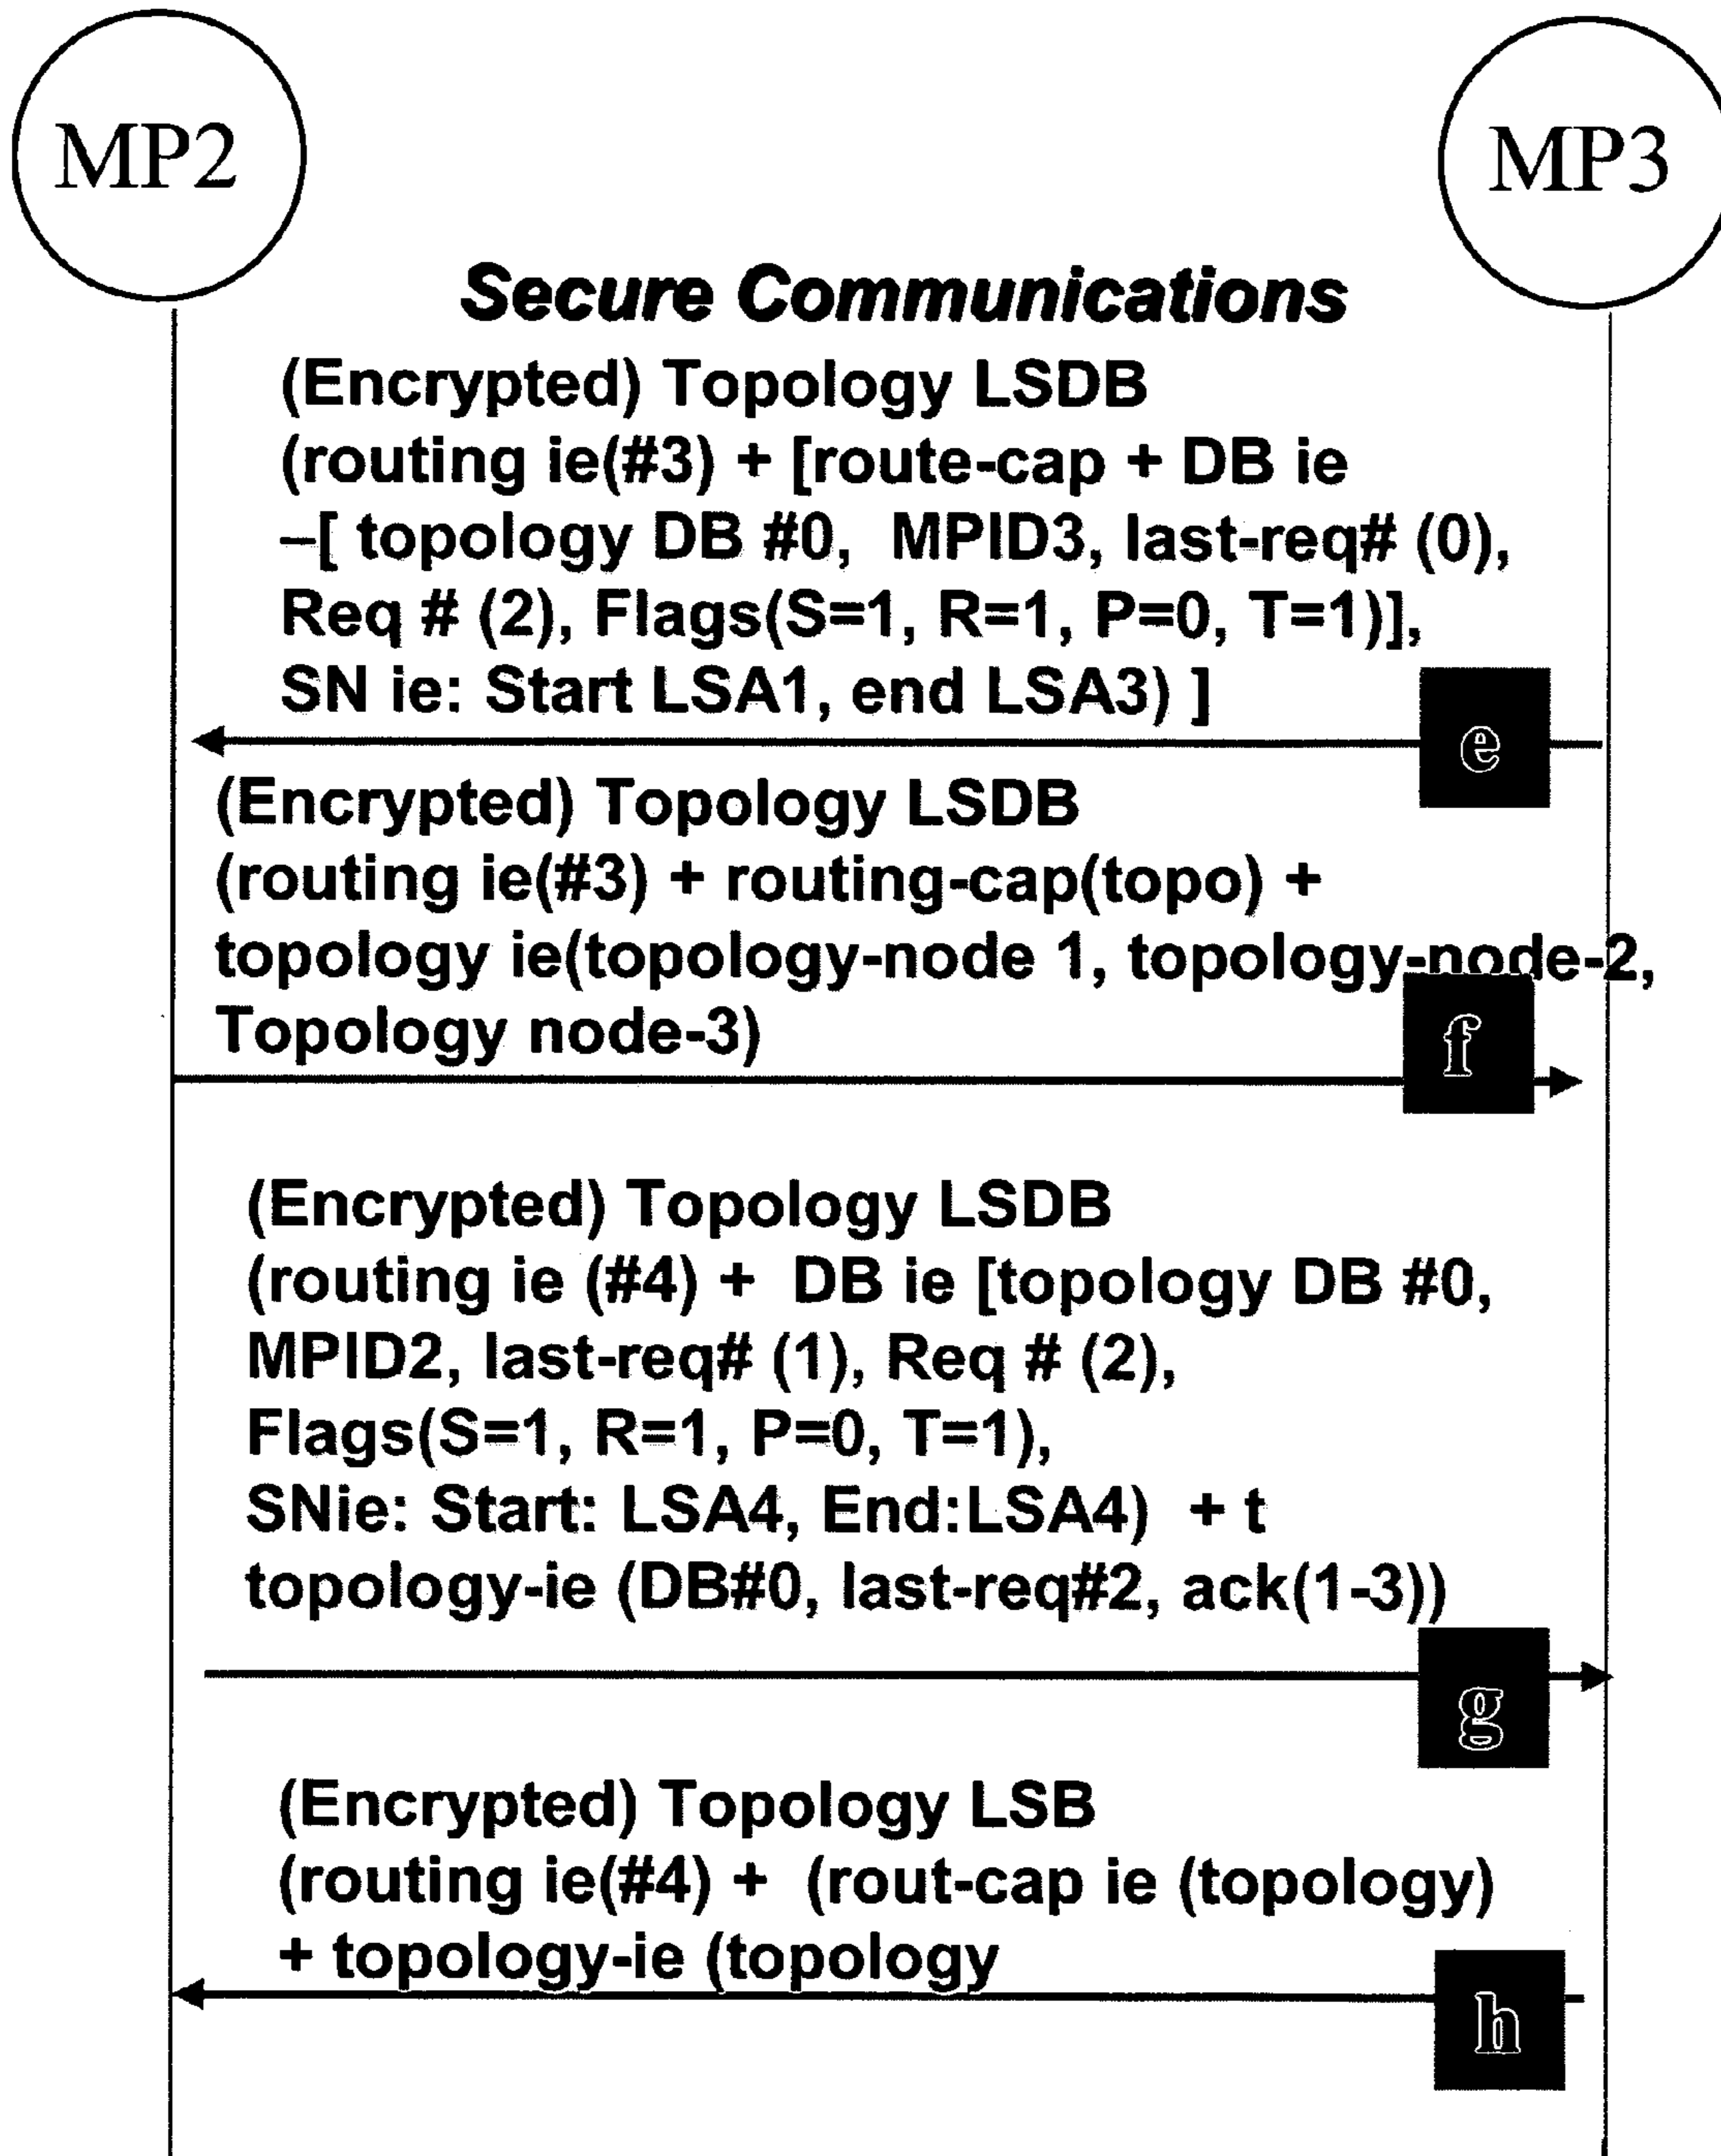 MP2
MP3
Secure Communications
(Encrypted) Topology LSDB
(routing ie(#3) + [route-cap + DB ie
–[ topology DB #0, MPID3, last-req# (0),
Req # (2), Flags(S=1, R=1, P=0, T=1)],
SN ie: Start LSA1, end LSA3) ]
e
(Encrypted) Topology LSDB
(routing ie(#3) + routing-cap(topo) +
topology ie(topology-node 1, topology-node-2,
Topology node-3)
f
(Encrypted) Topology LSDB
(routing ie (#4) + DB ie [topology DB #0,
MPID2, last-req# (1), Req # (2),
Flags(S=1, R=1, P=0, T=1),
SNie: Start: LSA4, End:LSA4) + t
topology-ie (DB#0, last-req#2, ack(1-3))
g
(Encrypted) Topology LSB
(routing ie(#4) + (rout-cap ie (topology)
+ topology-ie (topology
h